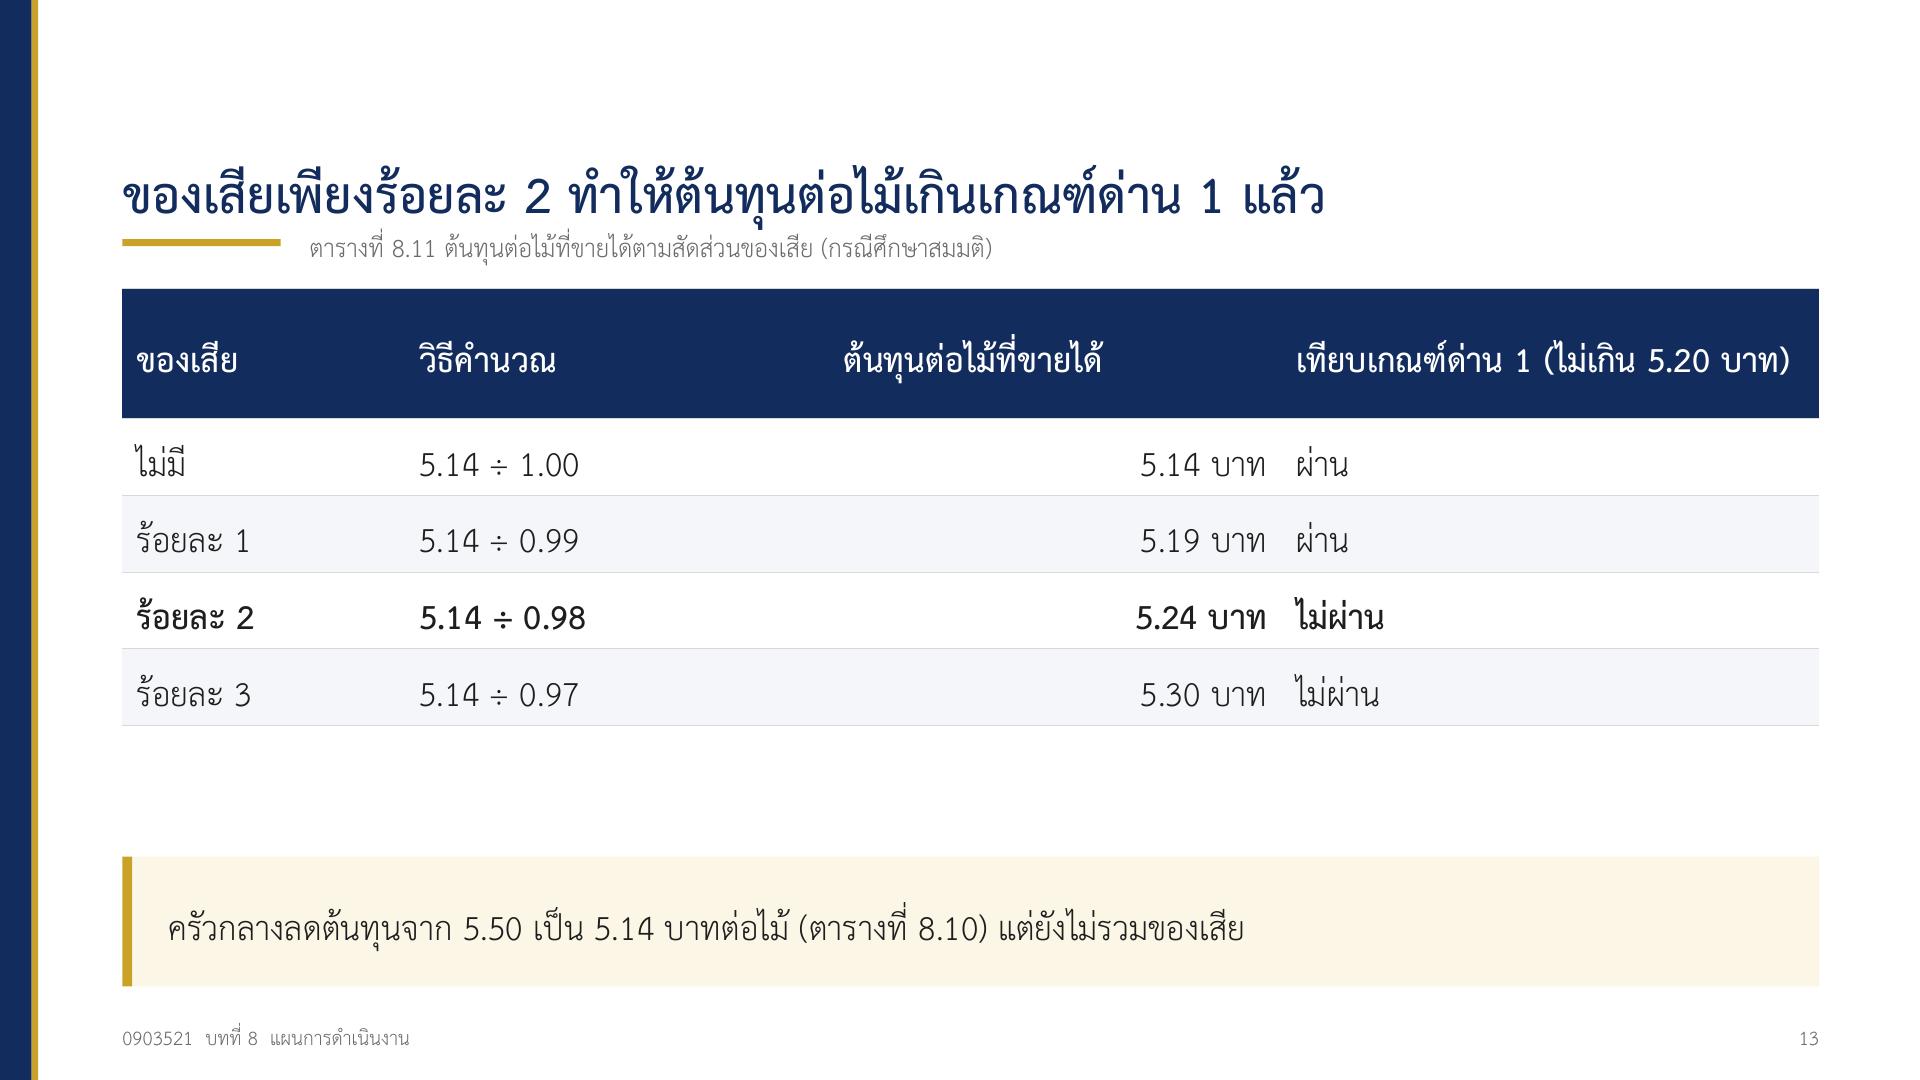 ของเสียเพียงร้อยละ 2 ทำให้ต้นทุนต่อไม้เกินเกณฑ์ด่าน 1 แล้ว
ตารางที่ 8.11 ต้นทุนต่อไม้ที่ขายได้ตามสัดส่วนของเสีย (กรณีศึกษาสมมติ)
ของเสีย วิธีคำนวณ ต้นทุนต่อไม้ที่ขายได้ เทียบเกณฑ์ด่าน 1 (ไม่เกิน 5.20 บาท)
ไม่มี 5.14 ÷ 1.00 5.14 บาท ผ่าน
ร้อยละ 1 5.14 ÷ 0.99 5.19 บาท ผ่าน
ร้อยละ 2 5.14 ÷ 0.98 5.24 บาท ไม่ผ่าน
ร้อยละ 3 5.14 ÷ 0.97 5.30 บาท ไม่ผ่าน
ครัวกลางลดต้นทุนจาก 5.50 เป็น 5.14 บาทต่อไม้ (ตารางที่ 8.10) แต่ยังไม่รวมของเสีย
0903521 บทที่ 8 แผนการดำเนินงาน 13